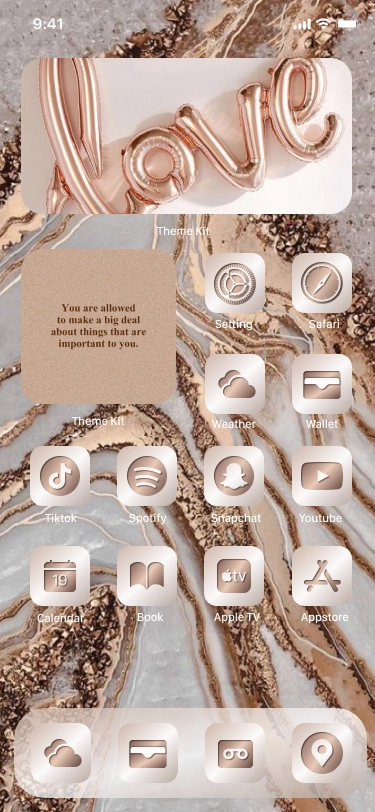 9:41
love
Theme Kit
You are allowed
to make a big deal
about things that are
important to you.
Theme Kit
Setting
Safari
Weather
Wallet
Tiktok
Spotify
Snapchat
Youtube
19
tv
Calendar
Book
Apple TV
Appstore